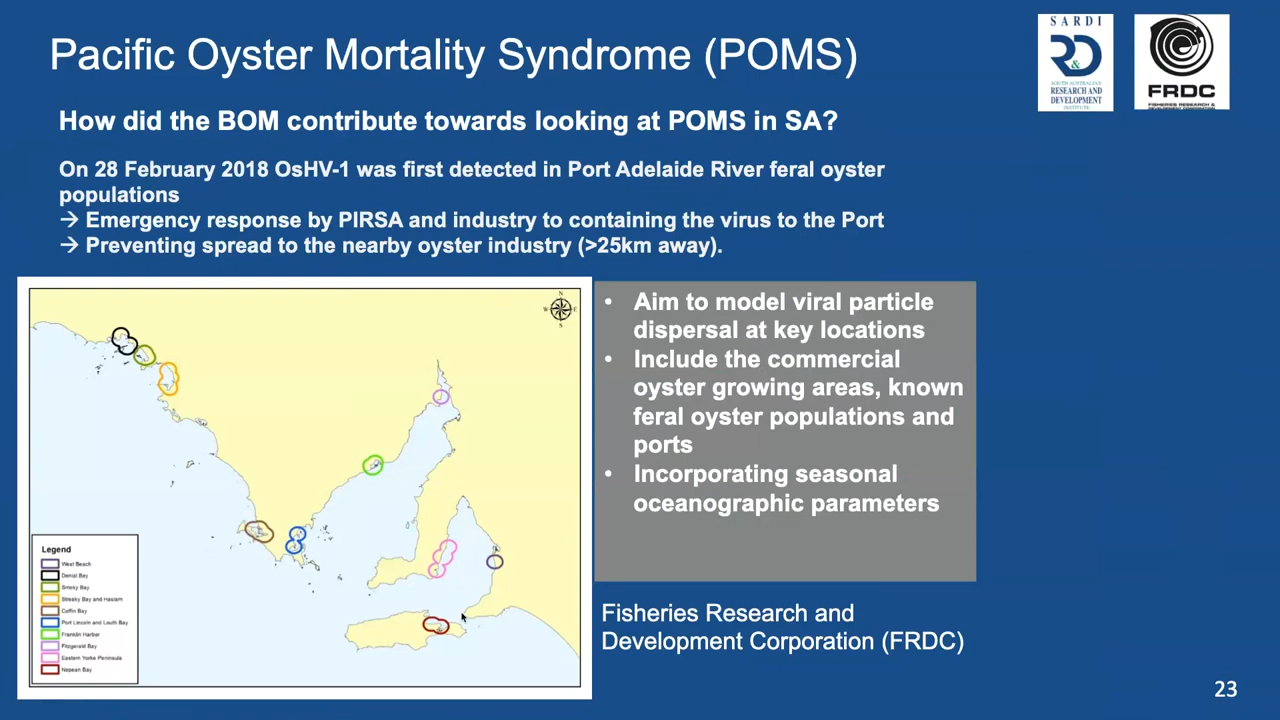 Pacific Oyster Mortality Syndrome (POMS)
SARDI
R&D
SOUTH AUSTRALIAN
RESEARCH AND
DEVELOPMENT
INSTITUTE
FRDC
FISHERIES RESEARCH &
DEVELOPMENT CORPORATION
How did the BOM contribute towards looking at POMS in SA?
On 28 February 2018 OsHV-1 was first detected in Port Adelaide River feral oyster
populations
→ Emergency response by PIRSA and industry to containing the virus to the Port
→ Preventing spread to the nearby oyster industry (>25km away).
N
W E
S
Legend
West Beach
Denial Bay
Smoky Bay
Streaky Bay and Haslam
Coffin Bay
Port Lincoln and Louth Bay
Franklin Harbor
Fitzgerald Bay
Eastern Yorke Peninsula
Nepean Bay
• Aim to model viral particle
dispersal at key locations
• Include the commercial
oyster growing areas, known
feral oyster populations and
ports
• Incorporating seasonal
oceanographic parameters
Fisheries Research and
Development Corporation (FRDC)
23